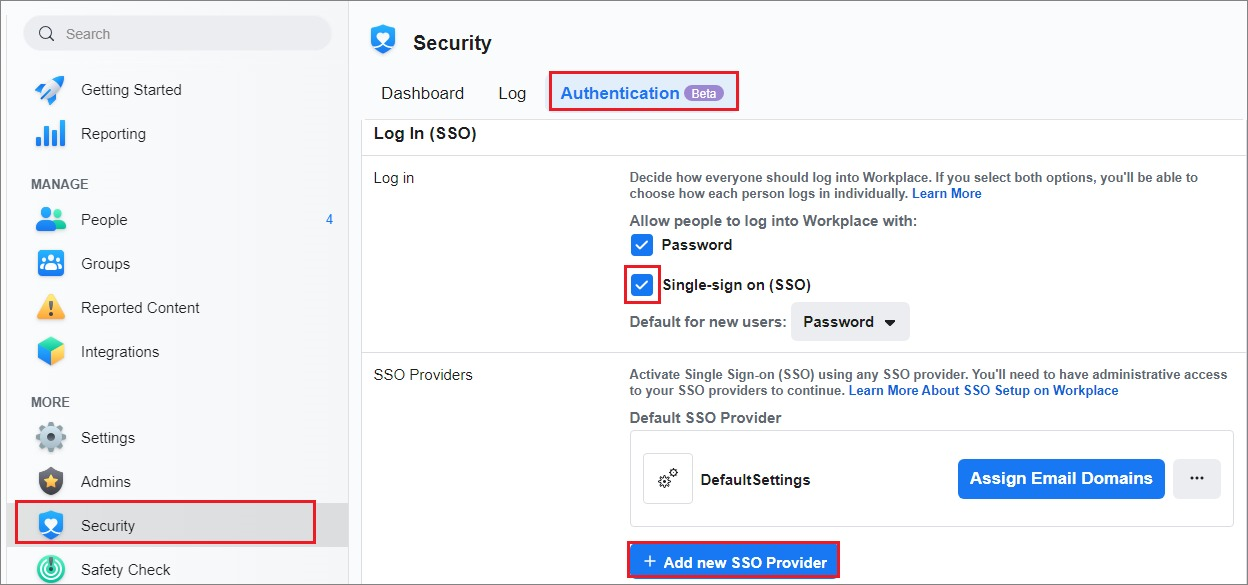 Search
Getting Started
Reporting
MANAGE
People 4
Groups
Reported Content
Integrations
MORE
Settings
Admins
Security
Safety Check
Security
Dashboard Log Authentication Beta
Log In (SSO)
Log in
Decide how everyone should log into Workplace. If you select both options, you'll be able to
choose how each person logs in individually. Learn More
Allow people to log into Workplace with:
Password
Single-sign on (SSO)
Default for new users: Password
SSO Providers
Activate Single Sign-on (SSO) using any SSO provider. You'll need to have administrative access
to your SSO providers to continue. Learn More About SSO Setup on Workplace
Default SSO Provider
DefaultSettings Assign Email Domains ...
+ Add new SSO Provider